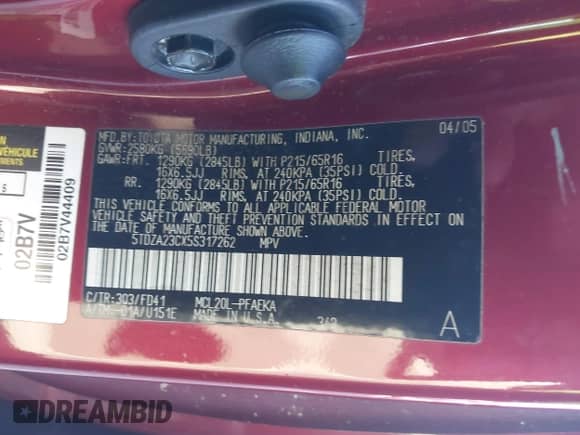 MFD.BY:TOYOTA MOTOR MANUFACTURING, INDIANA, INC. 04/05
GVWR:2580KG (5690LB)
GAWR:FRT. 1290KG (2845LB) WITH P215/65R16 TIRES,
16X6.5JJ RIMS, AT 240KPA (35PSI) COLD.
RR. 1290KG (2845LB) WITH P215/65R16 TIRES,
16X6.5JJ RIMS, AT 240KPA (35PSI) COLD.
THIS VEHICLE CONFORMS TO ALL APPLICABLE FEDERAL MOTOR
VEHICLE SAFETY AND THEFT PREVENTION STANDARDS IN EFFECT ON
THE DATE OF MANUFACTURE SHOWN ABOVE.
5TDZA23CX5S317262 MPV
C/TR:3Q3/FD41 MCL20L-PFAEKA
A/TM:-01A/U151E MADE IN U.S.A.
A
VEHICULE
02B7V
02B7V44409
DREAMBID